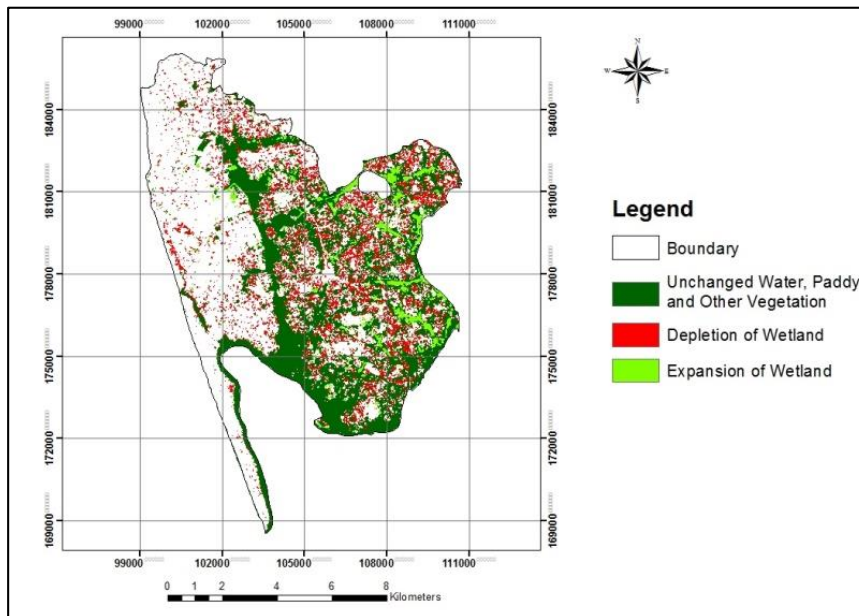 99000 102000 105000 108000 111000
N
W E
S
184000 184000
181000 181000
178000 178000
175000 175000
172000 172000
169000 169000
99000 102000 105000 108000 111000
Legend
Boundary
Unchanged Water, Paddy
and Other Vegetation
Depletion of Wetland
Expansion of Wetland
0 1 2 4 6 8
Kilometers